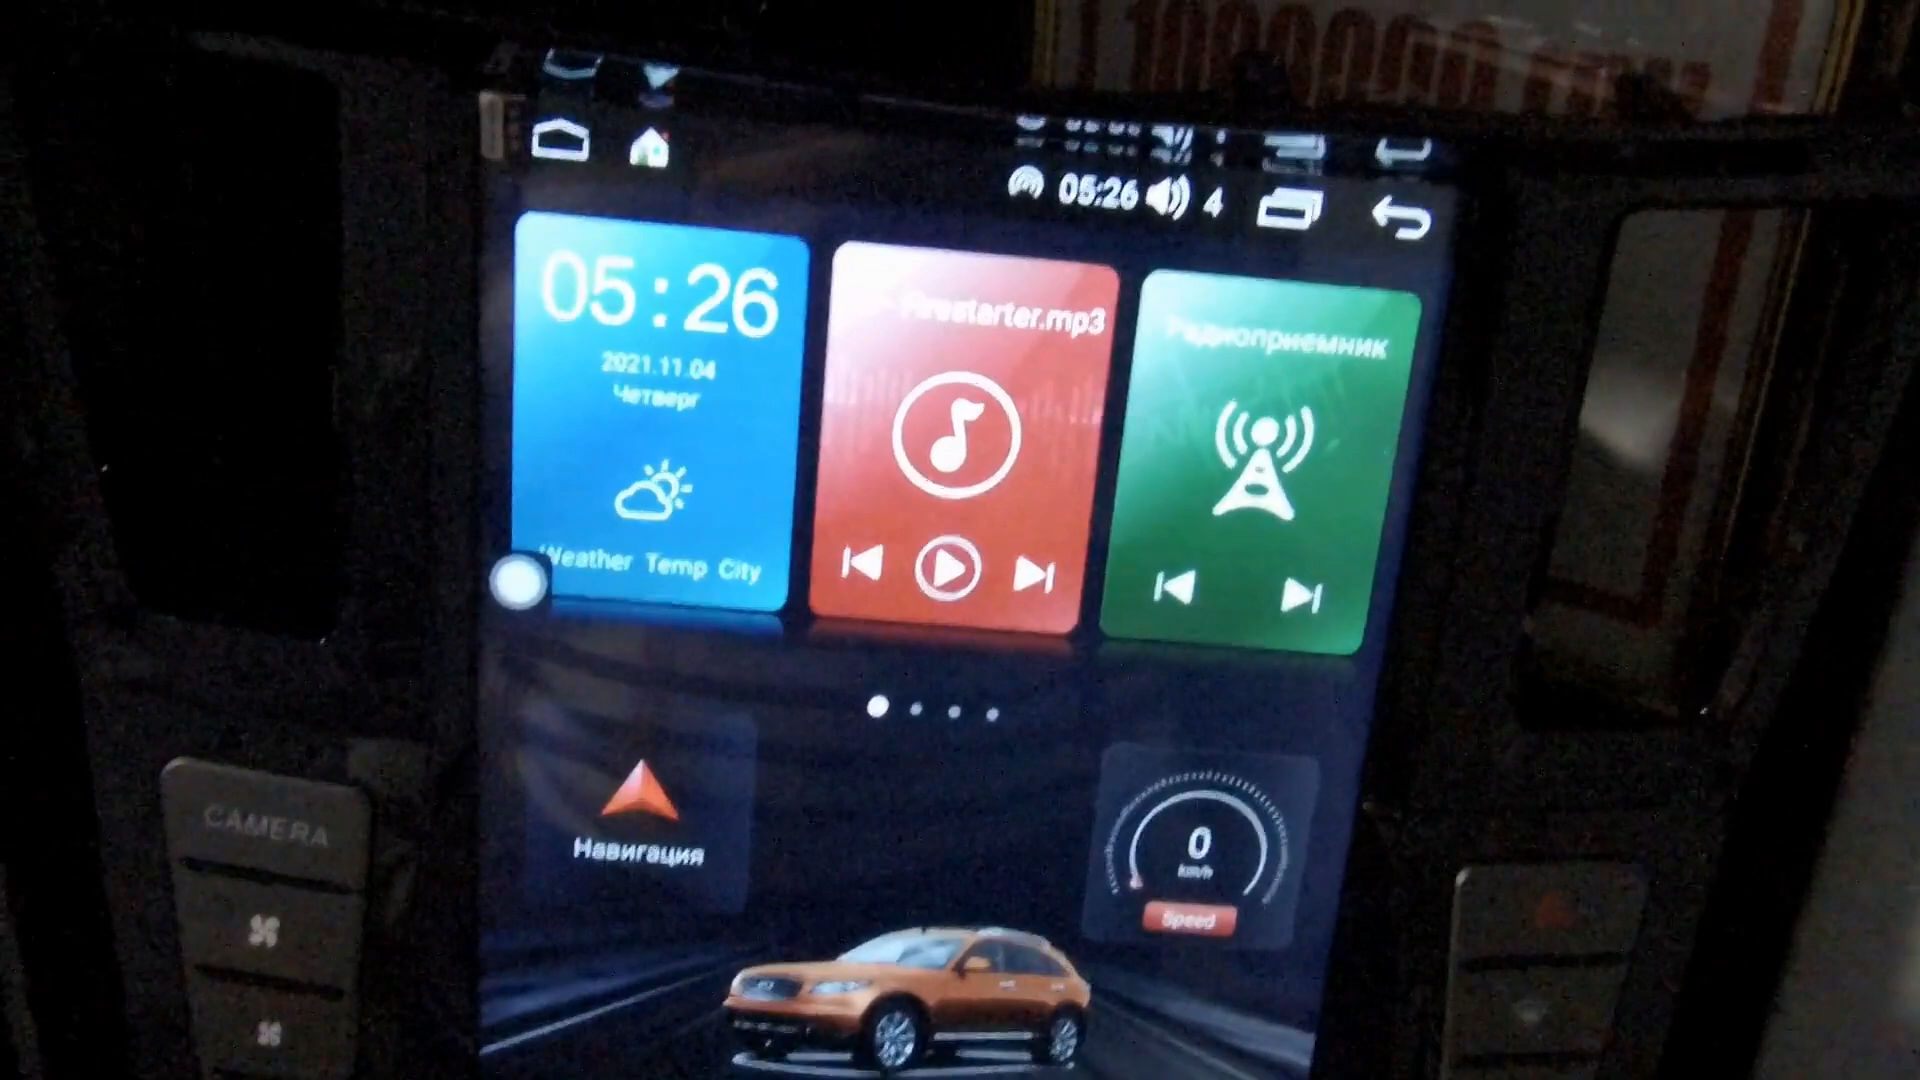 05:26 4
05:26
2021.11.04
Четверг
Weather Temp City
Firestarter.mp3
Радиоприемник
Навигация
0
km/h
Speed
CAMERA